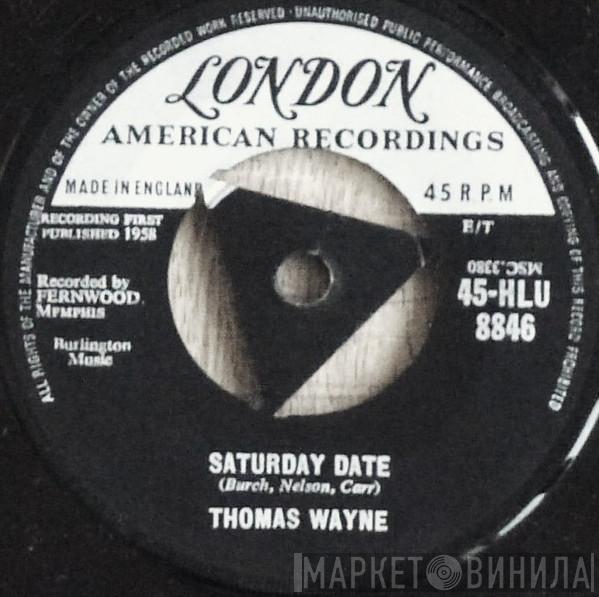 ALL RIGHTS OF THE MANUFACTURER AND OF THE OWNER OF THE RECORDED WORK RESERVED · UNAUTHORISED PUBLIC PERFORMANCE BROADCASTING AND COPYING OF THIS RECORD PROHIBITED
LONDON
AMERICAN RECORDINGS
MADE IN ENGLAND
45 R P M
RECORDING FIRST
PUBLISHED 1958
E/T
MSC.3380
Recorded by
FERNWOOD,
MEMPHIS
45-HLU
8846
Burlington
Music
SATURDAY DATE
(Burch, Nelson, Carr)
THOMAS WAYNE
МАРКЕТ ВИНИЛА